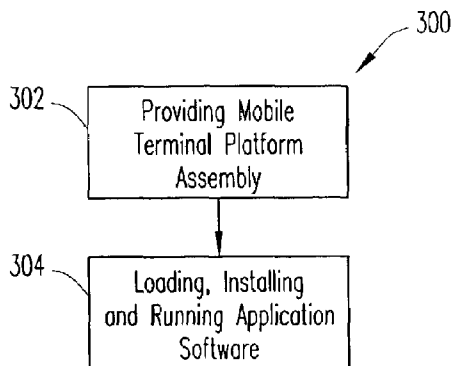 300
302
Providing Mobile
Terminal Platform
Assembly
304
Loading, Installing
and Running Application
Software